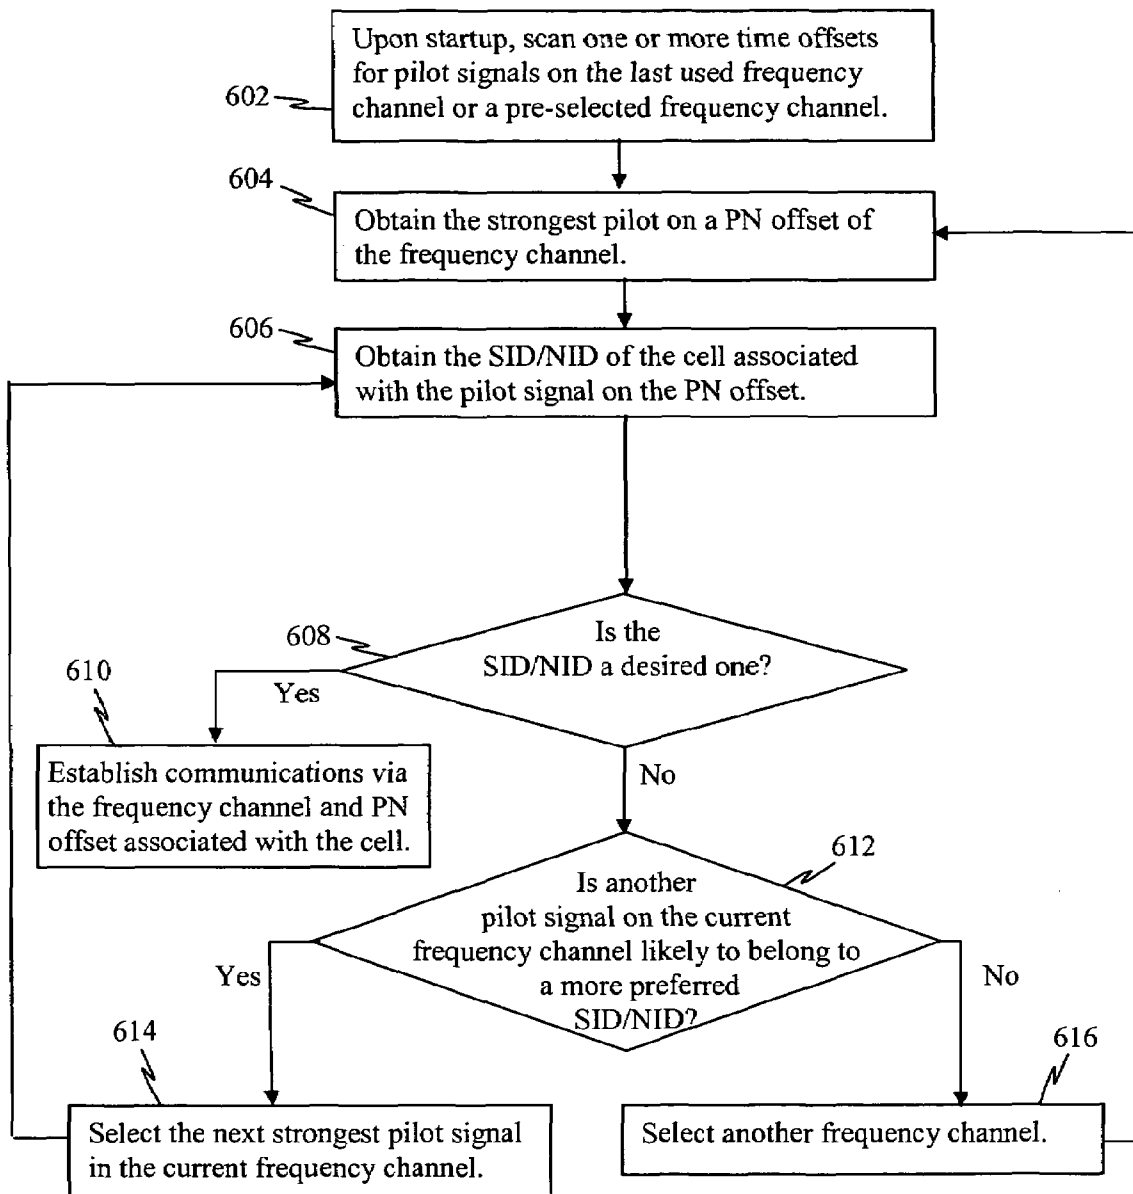 Upon startup, scan one or more time offsets
for pilot signals on the last used frequency
channel or a pre-selected frequency channel.
602
604
Obtain the strongest pilot on a PN offset of
the frequency channel.
606
Obtain the SID/NID of the cell associated
with the pilot signal on the PN offset.
608
Is the
SID/NID a desired one?
610
Yes
Establish communications via
the frequency channel and PN
offset associated with the cell.
No
612
Is another
pilot signal on the current
frequency channel likely to belong to
a more preferred
SID/NID?
Yes
No
614
616
Select the next strongest pilot signal
in the current frequency channel.
Select another frequency channel.